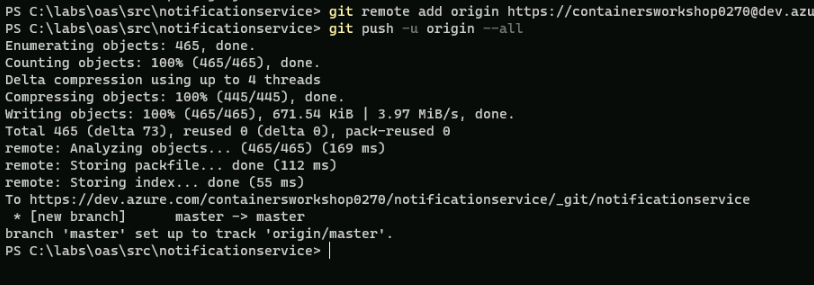 PS C:\labs\oas\src\notificationservice> git remote add origin https://containersworkshop0270@dev.azu
PS C:\labs\oas\src\notificationservice> git push -u origin --all
Enumerating objects: 465, done.
Counting objects: 100% (465/465), done.
Delta compression using up to 4 threads
Compressing objects: 100% (445/445), done.
Writing objects: 100% (465/465), 671.54 KiB | 3.97 MiB/s, done.
Total 465 (delta 73), reused 0 (delta 0), pack-reused 0
remote: Analyzing objects... (465/465) (169 ms)
remote: Storing packfile... done (112 ms)
remote: Storing index... done (55 ms)
To https://dev.azure.com/containersworkshop0270/notificationservice/_git/notificationservice
 * [new branch]      master -> master
branch 'master' set up to track 'origin/master'.
PS C:\labs\oas\src\notificationservice>